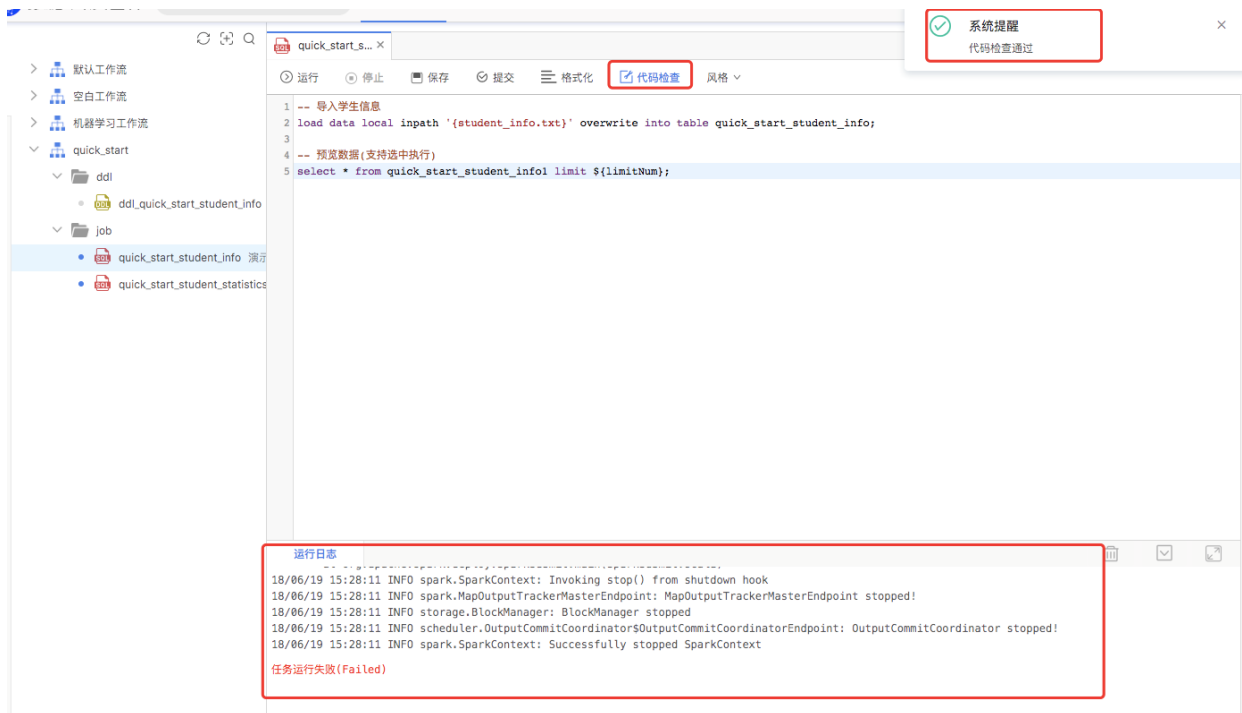 quick_start_s...
系统提醒
代码检查通过
运行
停止
保存
提交
格式化
代码检查
风格
默认工作流
空白工作流
机器学习工作流
quick_start
ddl
ddl_quick_start_student_info
job
quick_start_student_info 演示
quick_start_student_statistics
1 -- 导入学生信息
2 load data local inpath '{student_info.txt}' overwrite into table quick_start_student_info;
3
4 -- 预览数据(支持选中执行)
5 select * from quick_start_student_info1 limit ${limitNum};
运行日志
18/06/19 15:28:11 INFO spark.SparkContext: Invoking stop() from shutdown hook
18/06/19 15:28:11 INFO spark.MapOutputTrackerMasterEndpoint: MapOutputTrackerMasterEndpoint stopped!
18/06/19 15:28:11 INFO storage.BlockManager: BlockManager stopped
18/06/19 15:28:11 INFO scheduler.OutputCommitCoordinator$OutputCommitCoordinatorEndpoint: OutputCommitCoordinator stopped!
18/06/19 15:28:11 INFO spark.SparkContext: Successfully stopped SparkContext
任务运行失败(Failed)